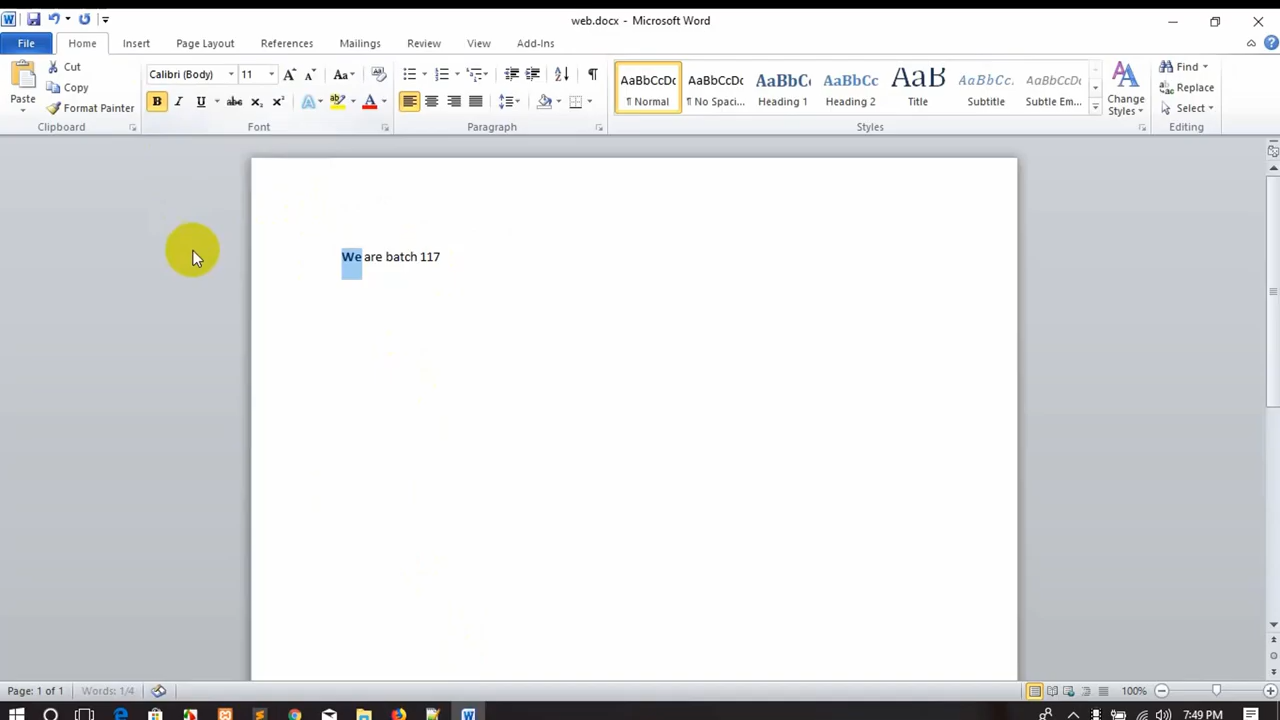 web.docx - Microsoft Word
File Home Insert Page Layout References Mailings Review View Add-Ins
Paste
Cut
Copy
Format Painter
Clipboard
Calibri (Body) 11
Font
Paragraph
AaBbCcDc AaBbCcDc AaBbC AaBbCc AaB AaBbCc. AaBbCcDc
¶ Normal ¶ No Spaci... Heading 1 Heading 2 Title Subtitle Subtle Em...
Change Styles
Styles
Find
Replace
Select
Editing
We are batch 117
Page: 1 of 1 Words: 1/4 100%
7:49 PM